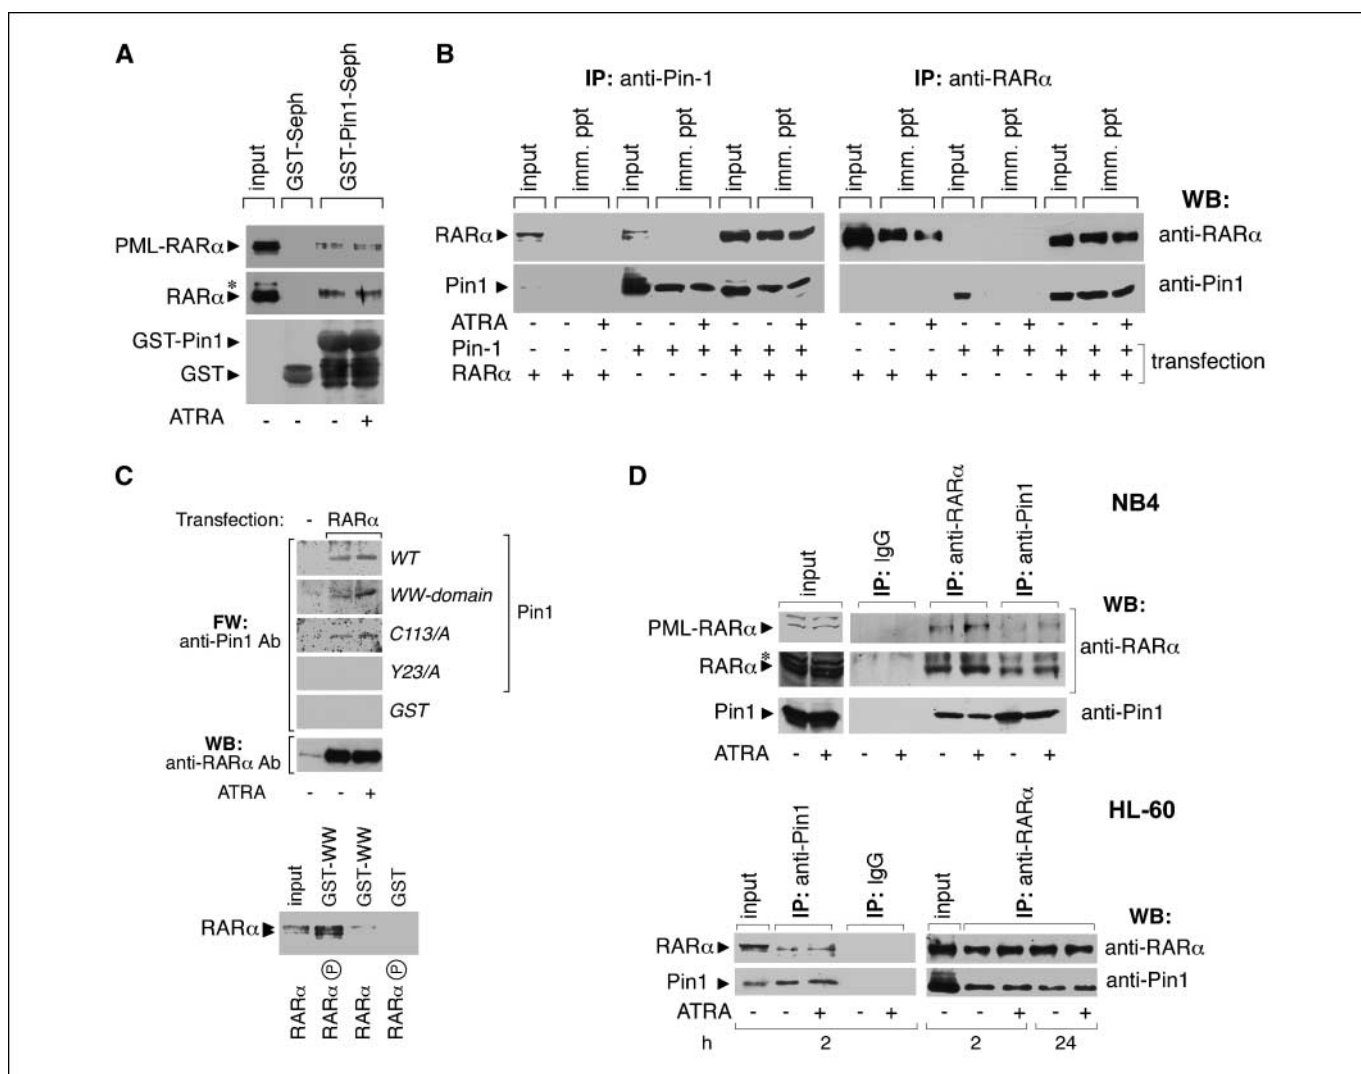 A
input
GST-Seph
GST-Pin1-Seph
PML-RARα
*
RARα
GST-Pin1
GST
ATRA - - - +
B
IP: anti-Pin-1
IP: anti-RARα
input imm. ppt input imm. ppt input imm. ppt
input imm. ppt input imm. ppt input imm. ppt
WB:
RARα
anti-RARα
Pin1
anti-Pin1
ATRA - - + - - + - - + - - + - - + - - +
Pin-1 - - - + + + + + + - - - + + + + + +
RARα + + + - - - + + + + + + - - - + + +
transfection
C
Transfection: - RARα
WT
WW-domain
C113/A
Y23/A
GST
Pin1
FW:
anti-Pin1 Ab
WB:
anti-RARα Ab
ATRA - - +
input
GST-WW
GST-WW
GST
RARα
RARα
RARα P
RARα
RARα P
D
NB4
input
IP: IgG
IP: anti-RARα
IP: anti-Pin1
WB:
PML-RARα
*
RARα
anti-RARα
Pin1
anti-Pin1
ATRA - + - + - + - +
HL-60
input
IP: anti-Pin1
IP: IgG
input
IP: anti-RARα
WB:
RARα
anti-RARα
Pin1
anti-Pin1
ATRA - - + - + - - + - +
h 2 2 24